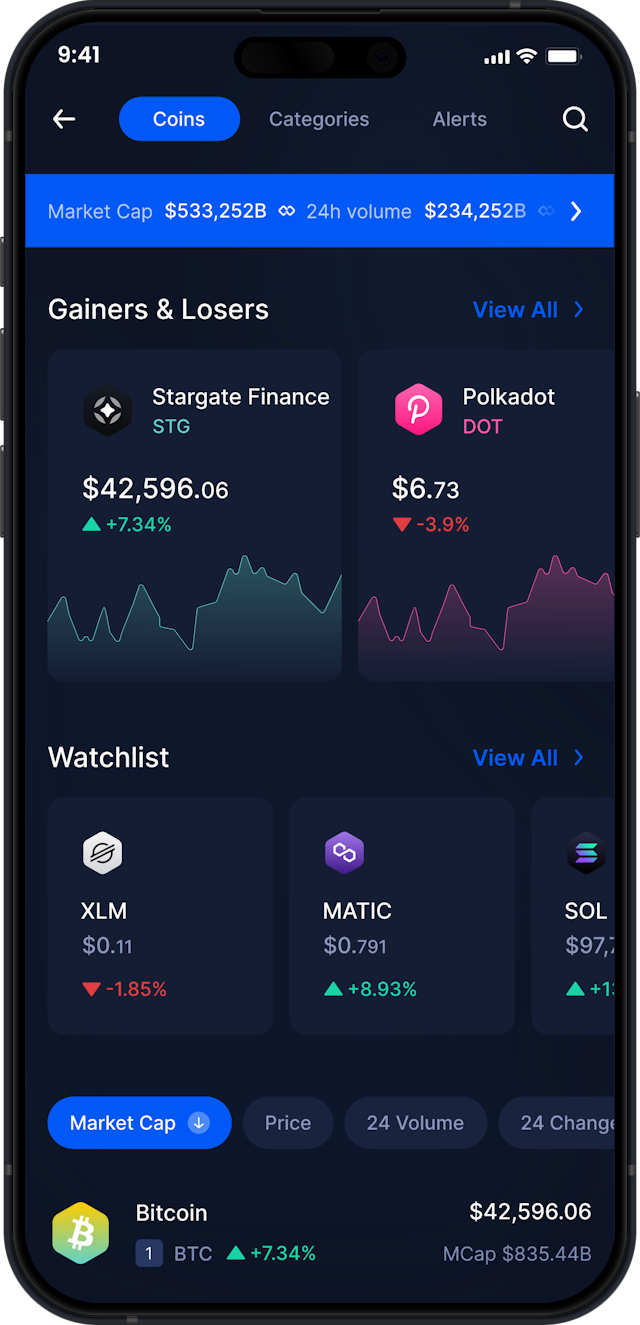 9:41
Coins Categories Alerts
Market Cap $533,252B 24h volume $234,252B
Gainers & Losers View All
Stargate Finance
STG
$42,596.06
+7.34%
Polkadot
DOT
$6.73
-3.9%
Watchlist View All
XLM
$0.11
-1.85%
MATIC
$0.791
+8.93%
SOL
$97,7
+13
Market Cap Price 24 Volume 24 Change
Bitcoin $42,596.06
1 BTC +7.34% MCap $835.44B